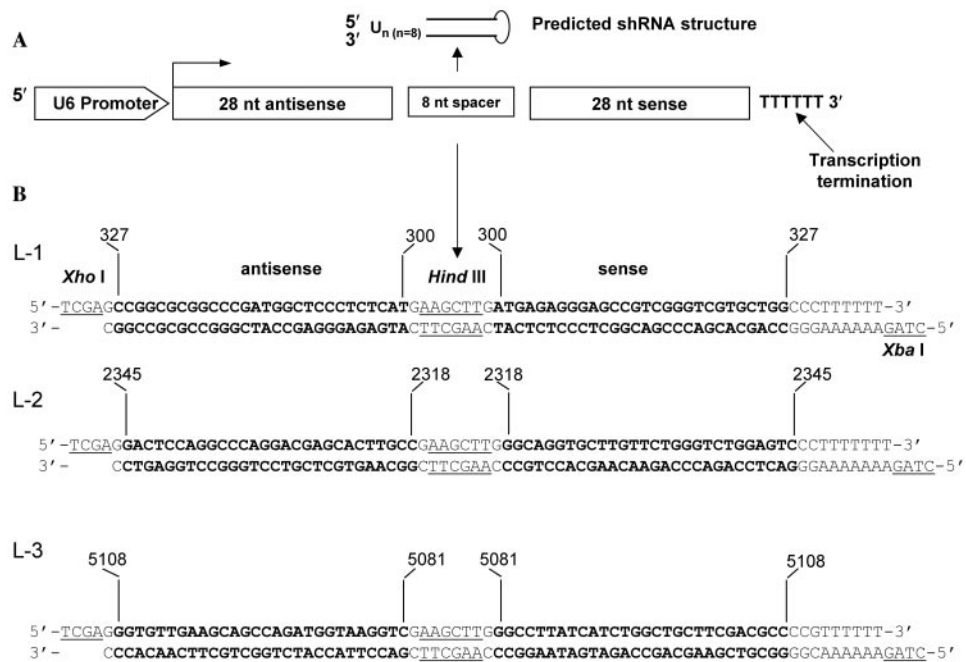 A
5′ 3′ Un (n=8) Predicted shRNA structure
5′ U6 Promoter 28 nt antisense 8 nt spacer 28 nt sense TTTTTT 3′
Transcription termination
B
L-1
327 300 300 327
Xho I antisense Hind III sense
5′-TCGAGCCGGCGCGGCCCGATGGCTCCCTCTCATGAAGCTTGATGAGAGGGAGCCGTCGGGTCGTGCTGGCCCTTTTTT-3′
3′- CGGCCGCGCCGGGCTACCGAGGGAGAGTACTTCGAACTACTCTCCCTCGGCAGCCCAGCACGACCGGGAAAAAAGATC-5′
Xba I
L-2
2345 2318 2318 2345
5′-TCGAGGACTCCAGGCCCAGGACGAGCACTTGCCGAAGCTTGGGCAGGTGCTTGTTCTGGGTCTGGAGTCCCTTTTTTT-3′
3′- CCTGAGGTCCGGGTCCTGCTCGTGAACGGCTTCGAACCCGTCCACGAACAAGACCCAGACCTCAGGGAAAAAAAGATC-5′
L-3
5108 5081 5081 5108
5′-TCGAGGGTGTTGAAGCAGCCAGATGGTAAGGTCGAAGCTTGGGCCTTATCATCTGGCTGCTTCGACGCCCCGTTTTTT-3′
3′- CCCACAACTTCGTCGGTCTACCATTCCAGCTTCGAACCCGGAATAGTAGACCGACGAAGCTGCGGGGCAAAAAAGATC-5′